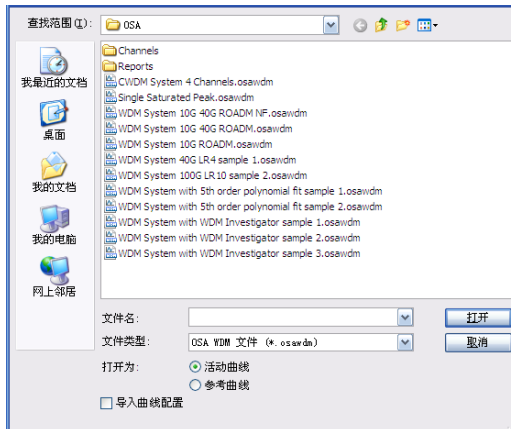 查找范围(I): OSA
Channels
Reports
CWDM System 4 Channels.osawdm
Single Saturated Peak.osawdm
WDM System 10G 40G ROADM NF.osawdm
WDM System 10G 40G ROADM.osawdm
WDM System 10G ROADM.osawdm
WDM System 40G LR4 sample 1.osawdm
WDM System 100G LR10 sample 2.osawdm
WDM System with 5th order polynomial fit sample 1.osawdm
WDM System with 5th order polynomial fit sample 2.osawdm
WDM System with WDM Investigator sample 1.osawdm
WDM System with WDM Investigator sample 2.osawdm
WDM System with WDM Investigator sample 3.osawdm
我最近的文档
桌面
我的文档
我的电脑
网上邻居
文件名: 打开
文件类型: OSA WDM 文件 (*.osawdm) 取消
打开为: 活动曲线
参考曲线
导入曲线配置